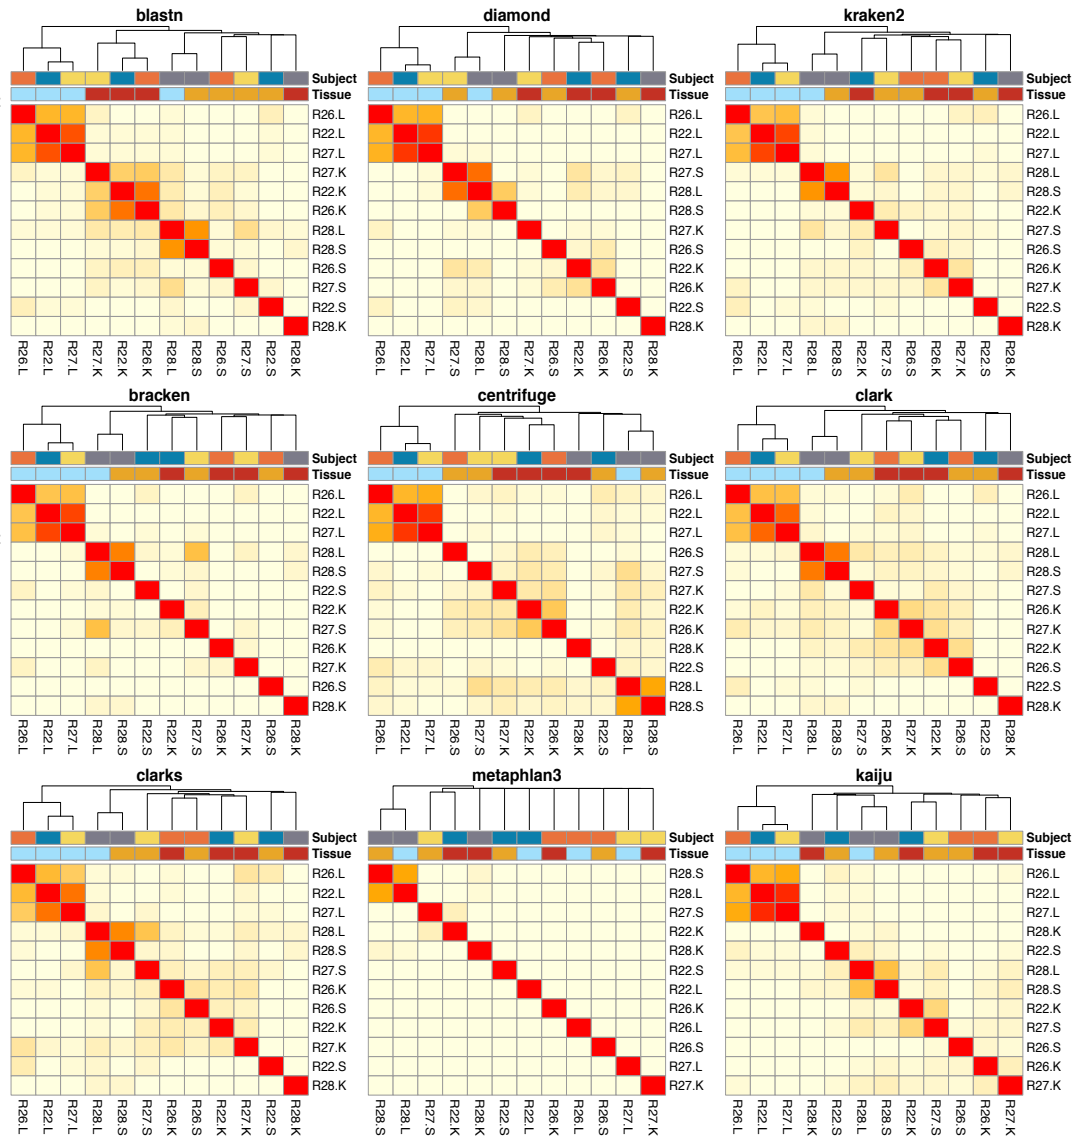 blastn
Subject
Tissue
R26.L
R22.L
R27.L
R27.K
R22.K
R26.K
R28.L
R28.S
R26.S
R27.S
R22.S
R28.K
R26.L R22.L R27.L R27.K R22.K R26.K R28.L R28.S R26.S R27.S R22.S R28.K
diamond
Subject
Tissue
R26.L
R22.L
R27.L
R27.S
R28.L
R28.S
R27.K
R26.S
R22.K
R26.K
R22.S
R28.K
R26.L R22.L R27.L R27.S R28.L R28.S R27.K R26.S R22.K R26.K R22.S R28.K
kraken2
Subject
Tissue
R26.L
R22.L
R27.L
R28.L
R28.S
R22.K
R27.S
R26.S
R26.K
R27.K
R22.S
R28.K
R26.L R22.L R27.L R28.L R28.S R22.K R27.S R26.S R26.K R27.K R22.S R28.K
bracken
Subject
Tissue
R26.L
R22.L
R27.L
R28.L
R28.S
R22.S
R22.K
R27.S
R26.K
R27.K
R26.S
R28.K
R26.L R22.L R27.L R28.L R28.S R22.S R22.K R27.S R26.K R27.K R26.S R28.K
centrifuge
Subject
Tissue
R26.L
R22.L
R27.L
R26.S
R27.S
R27.K
R22.K
R26.K
R28.K
R22.S
R28.L
R28.S
R26.L R22.L R27.L R26.S R27.S R27.K R22.K R26.K R28.K R22.S R28.L R28.S
clark
Subject
Tissue
R26.L
R22.L
R27.L
R28.L
R28.S
R27.S
R26.K
R27.K
R22.K
R26.S
R22.S
R28.K
R26.L R22.L R27.L R28.L R28.S R27.S R26.K R27.K R22.K R26.S R22.S R28.K
clarks
Subject
Tissue
R26.L
R22.L
R27.L
R28.L
R28.S
R27.S
R26.K
R26.S
R22.K
R27.K
R22.S
R28.K
R26.L R22.L R27.L R28.L R28.S R27.S R26.K R26.S R22.K R27.K R22.S R28.K
metaphlan3
Subject
Tissue
R28.S
R28.L
R27.S
R22.K
R28.K
R22.S
R22.L
R26.K
R26.L
R26.S
R27.L
R27.K
R28.S R28.L R27.S R22.K R28.K R22.S R22.L R26.K R26.L R26.S R27.L R27.K
kaiju
Subject
Tissue
R26.L
R22.L
R27.L
R28.K
R22.S
R28.L
R28.S
R22.K
R27.S
R26.S
R26.K
R27.K
R26.L R22.L R27.L R28.K R22.S R28.L R28.S R22.K R27.S R26.S R26.K R27.K